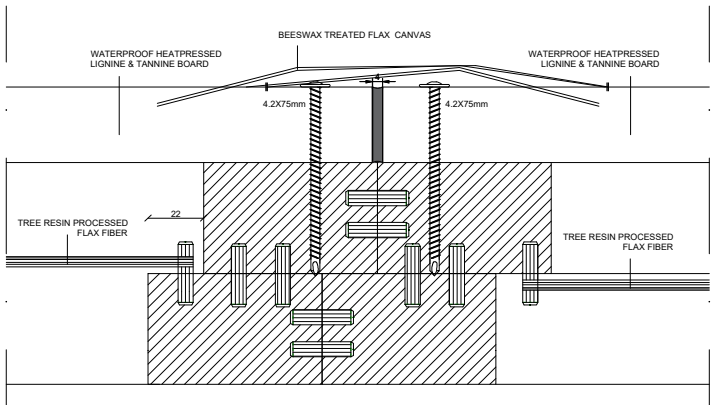 BEESWAX TREATED FLAX CANVAS
WATERPROOF HEATPRESSED
LIGNINE & TANNINE BOARD
WATERPROOF HEATPRESSED
LIGNINE & TANNINE BOARD
4
4.2X75mm
4.2X75mm
22
TREE RESIN PROCESSED
FLAX FIBER
TREE RESIN PROCESSED
FLAX FIBER